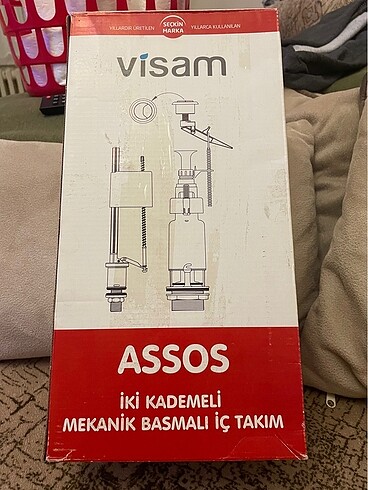 YILLARDIR ÜRETİLEN
SEÇKİN
MARKA
YILLARCA KULLANILAN
visam
ASSOS
İKİ KADEMELİ
MEKANİK BASMALI İÇ TAKIM